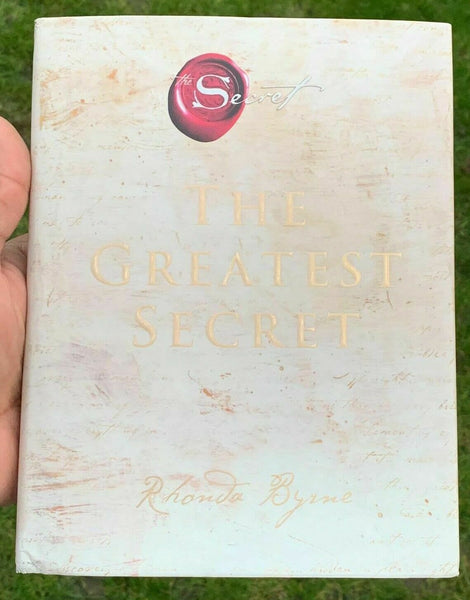 the
Secret
THE
GREATEST
SECRET
Rhonda Byrne